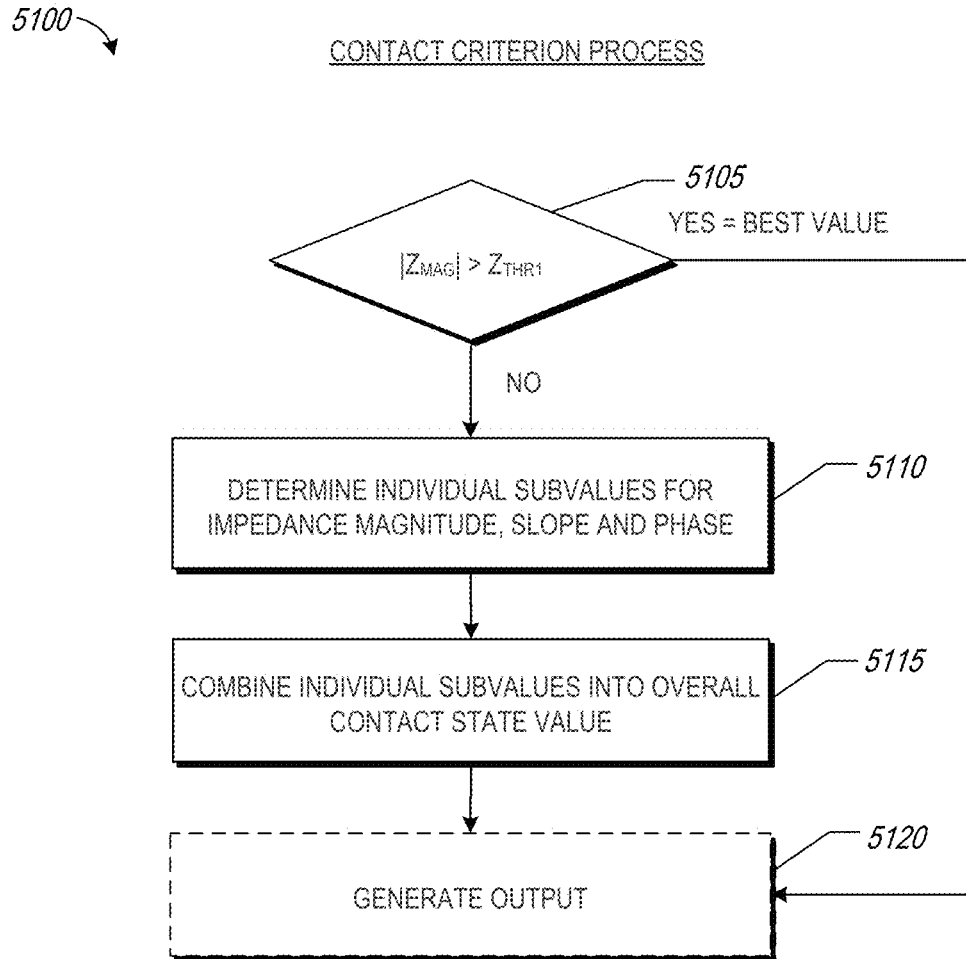 5100
CONTACT CRITERION PROCESS
5105
YES = BEST VALUE
|ZMAG| > ZTHR1
NO
5110
DETERMINE INDIVIDUAL SUBVALUES FOR
IMPEDANCE MAGNITUDE, SLOPE AND PHASE
5115
COMBINE INDIVIDUAL SUBVALUES INTO OVERALL
CONTACT STATE VALUE
5120
GENERATE OUTPUT